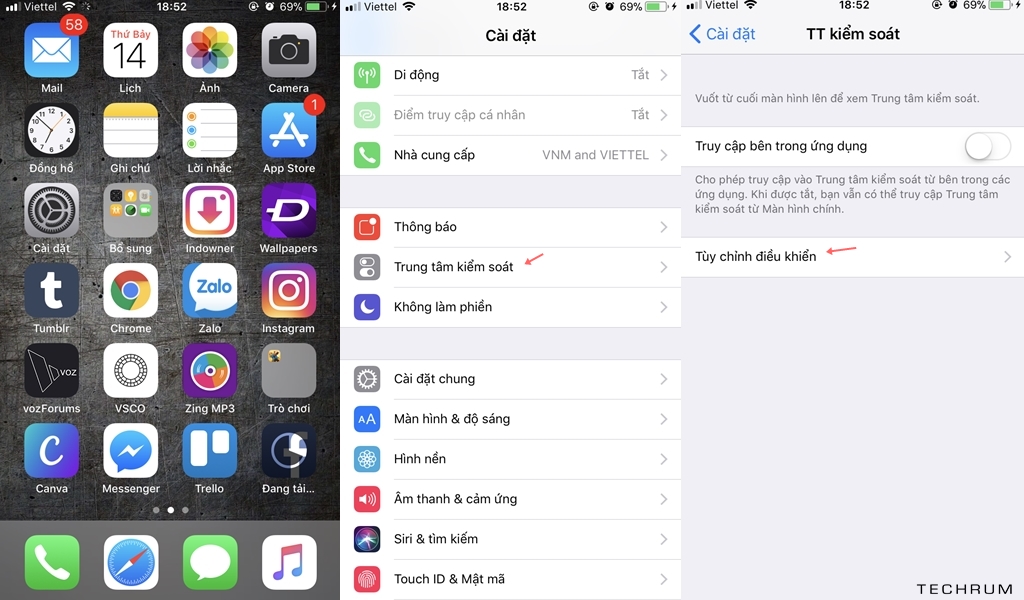 Viettel 18:52 69%
58
Thứ Bảy
14
Mail Lịch Ảnh Camera
1
Đồng hồ Ghi chú Lời nhắc App Store
Cài đặt Bổ sung Indowner Wallpapers
Zalo
Tumblr Chrome Zalo Instagram
voz
vozForums VSCO Zing MP3 Trò chơi
Canva Messenger Trello Đang tải...
Viettel 18:52 69%
Cài đặt
Di động Tắt
Điểm truy cập cá nhân Tắt
Nhà cung cấp VNM and VIETTEL
Thông báo
Trung tâm kiểm soát
Không làm phiền
Cài đặt chung
AA Màn hình & độ sáng
Hình nền
Âm thanh & cảm ứng
Siri & tìm kiếm
Touch ID & Mật mã
Viettel 18:52 69%
Cài đặt TT kiểm soát
Vuốt từ cuối màn hình lên để xem Trung tâm kiểm soát.
Truy cập bên trong ứng dụng
Cho phép truy cập vào Trung tâm kiểm soát từ bên trong các
ứng dụng. Khi được tắt, bạn vẫn có thể truy cập Trung tâm
kiểm soát từ Màn hình chính.
Tùy chỉnh điều khiển
TECHRUM